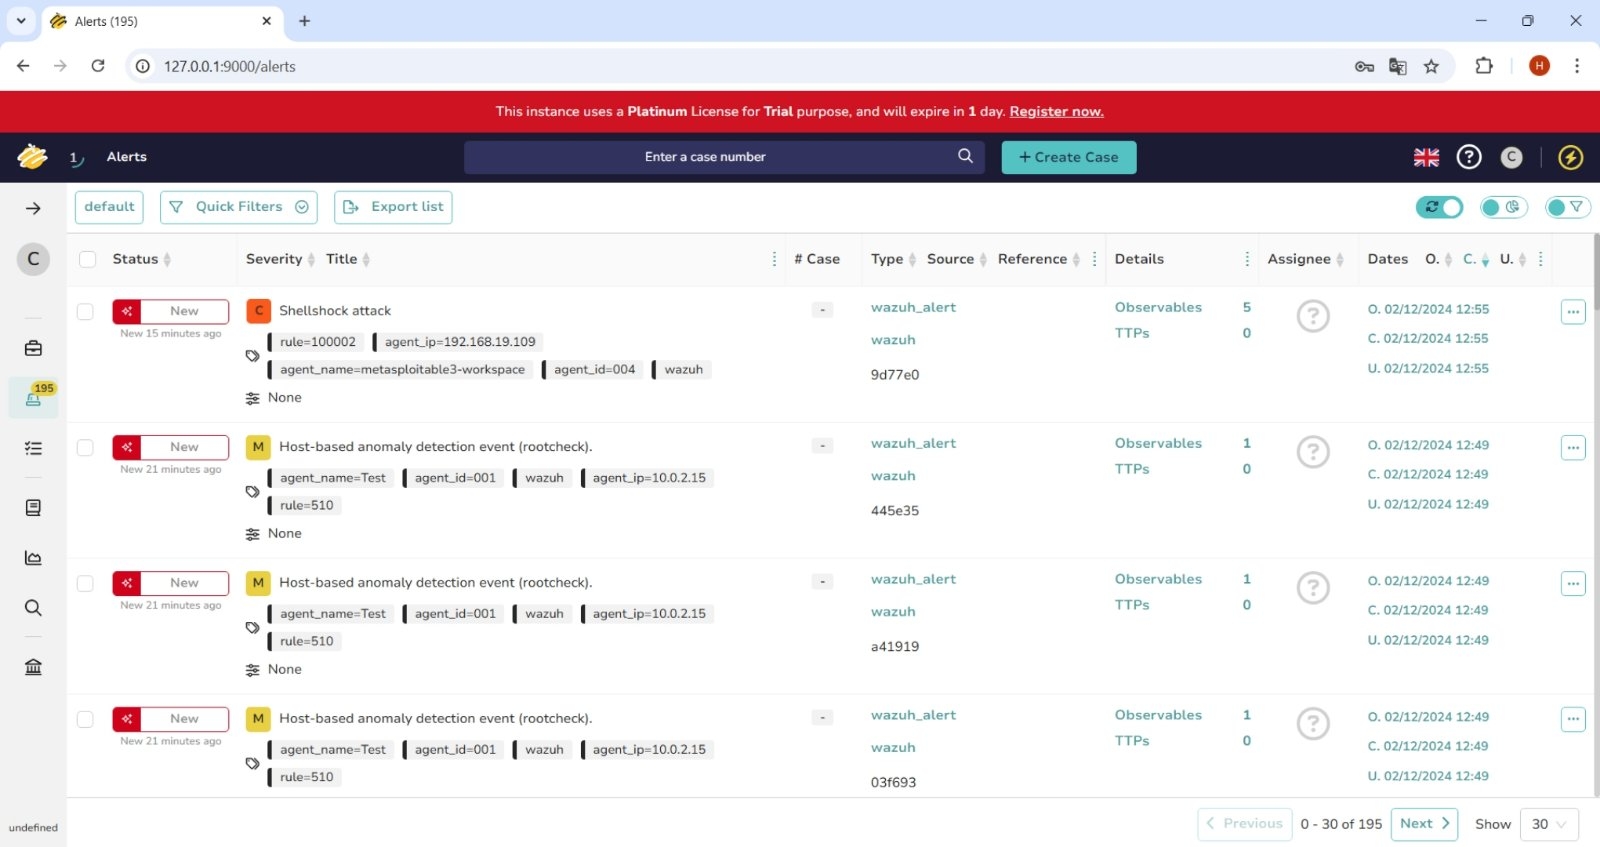 Alerts (195)
127.0.0.1:9000/alerts
H
This instance uses a Platinum License for Trial purpose, and will expire in 1 day. Register now.
1
Alerts
Enter a case number
+ Create Case
?
C
default
Quick Filters
Export list
C
Status
Severity
Title
# Case
Type
Source
Reference
Details
Assignee
Dates
O.
C.
U.
New
New 15 minutes ago
C
Shellshock attack
rule=100002
agent_ip=192.168.19.109
agent_name=metasploitable3-workspace
agent_id=004
wazuh
None
-
wazuh_alert
wazuh
9d77e0
Observables 5
TTPs 0
?
O. 02/12/2024 12:55
C. 02/12/2024 12:55
U. 02/12/2024 12:55
195
New
New 21 minutes ago
M
Host-based anomaly detection event (rootcheck).
agent_name=Test
agent_id=001
wazuh
agent_ip=10.0.2.15
rule=510
None
-
wazuh_alert
wazuh
445e35
Observables 1
TTPs 0
?
O. 02/12/2024 12:49
C. 02/12/2024 12:49
U. 02/12/2024 12:49
New
New 21 minutes ago
M
Host-based anomaly detection event (rootcheck).
agent_name=Test
agent_id=001
wazuh
agent_ip=10.0.2.15
rule=510
None
-
wazuh_alert
wazuh
a41919
Observables 1
TTPs 0
?
O. 02/12/2024 12:49
C. 02/12/2024 12:49
U. 02/12/2024 12:49
New
New 21 minutes ago
M
Host-based anomaly detection event (rootcheck).
agent_name=Test
agent_id=001
wazuh
agent_ip=10.0.2.15
rule=510
-
wazuh_alert
wazuh
03f693
Observables 1
TTPs 0
?
O. 02/12/2024 12:49
C. 02/12/2024 12:49
U. 02/12/2024 12:49
undefined
Previous
0 - 30 of 195
Next
Show
30